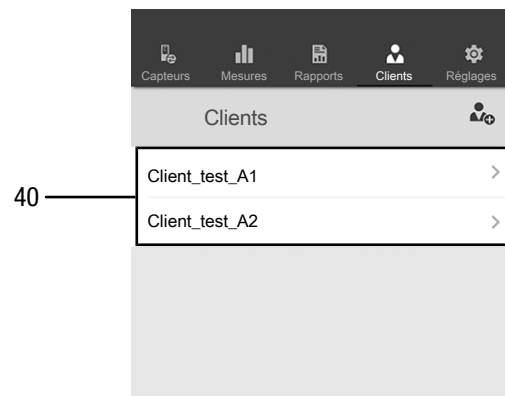 Capteurs Mesures Rapports Clients Réglages
Clients
Client_test_A1
40
Client_test_A2